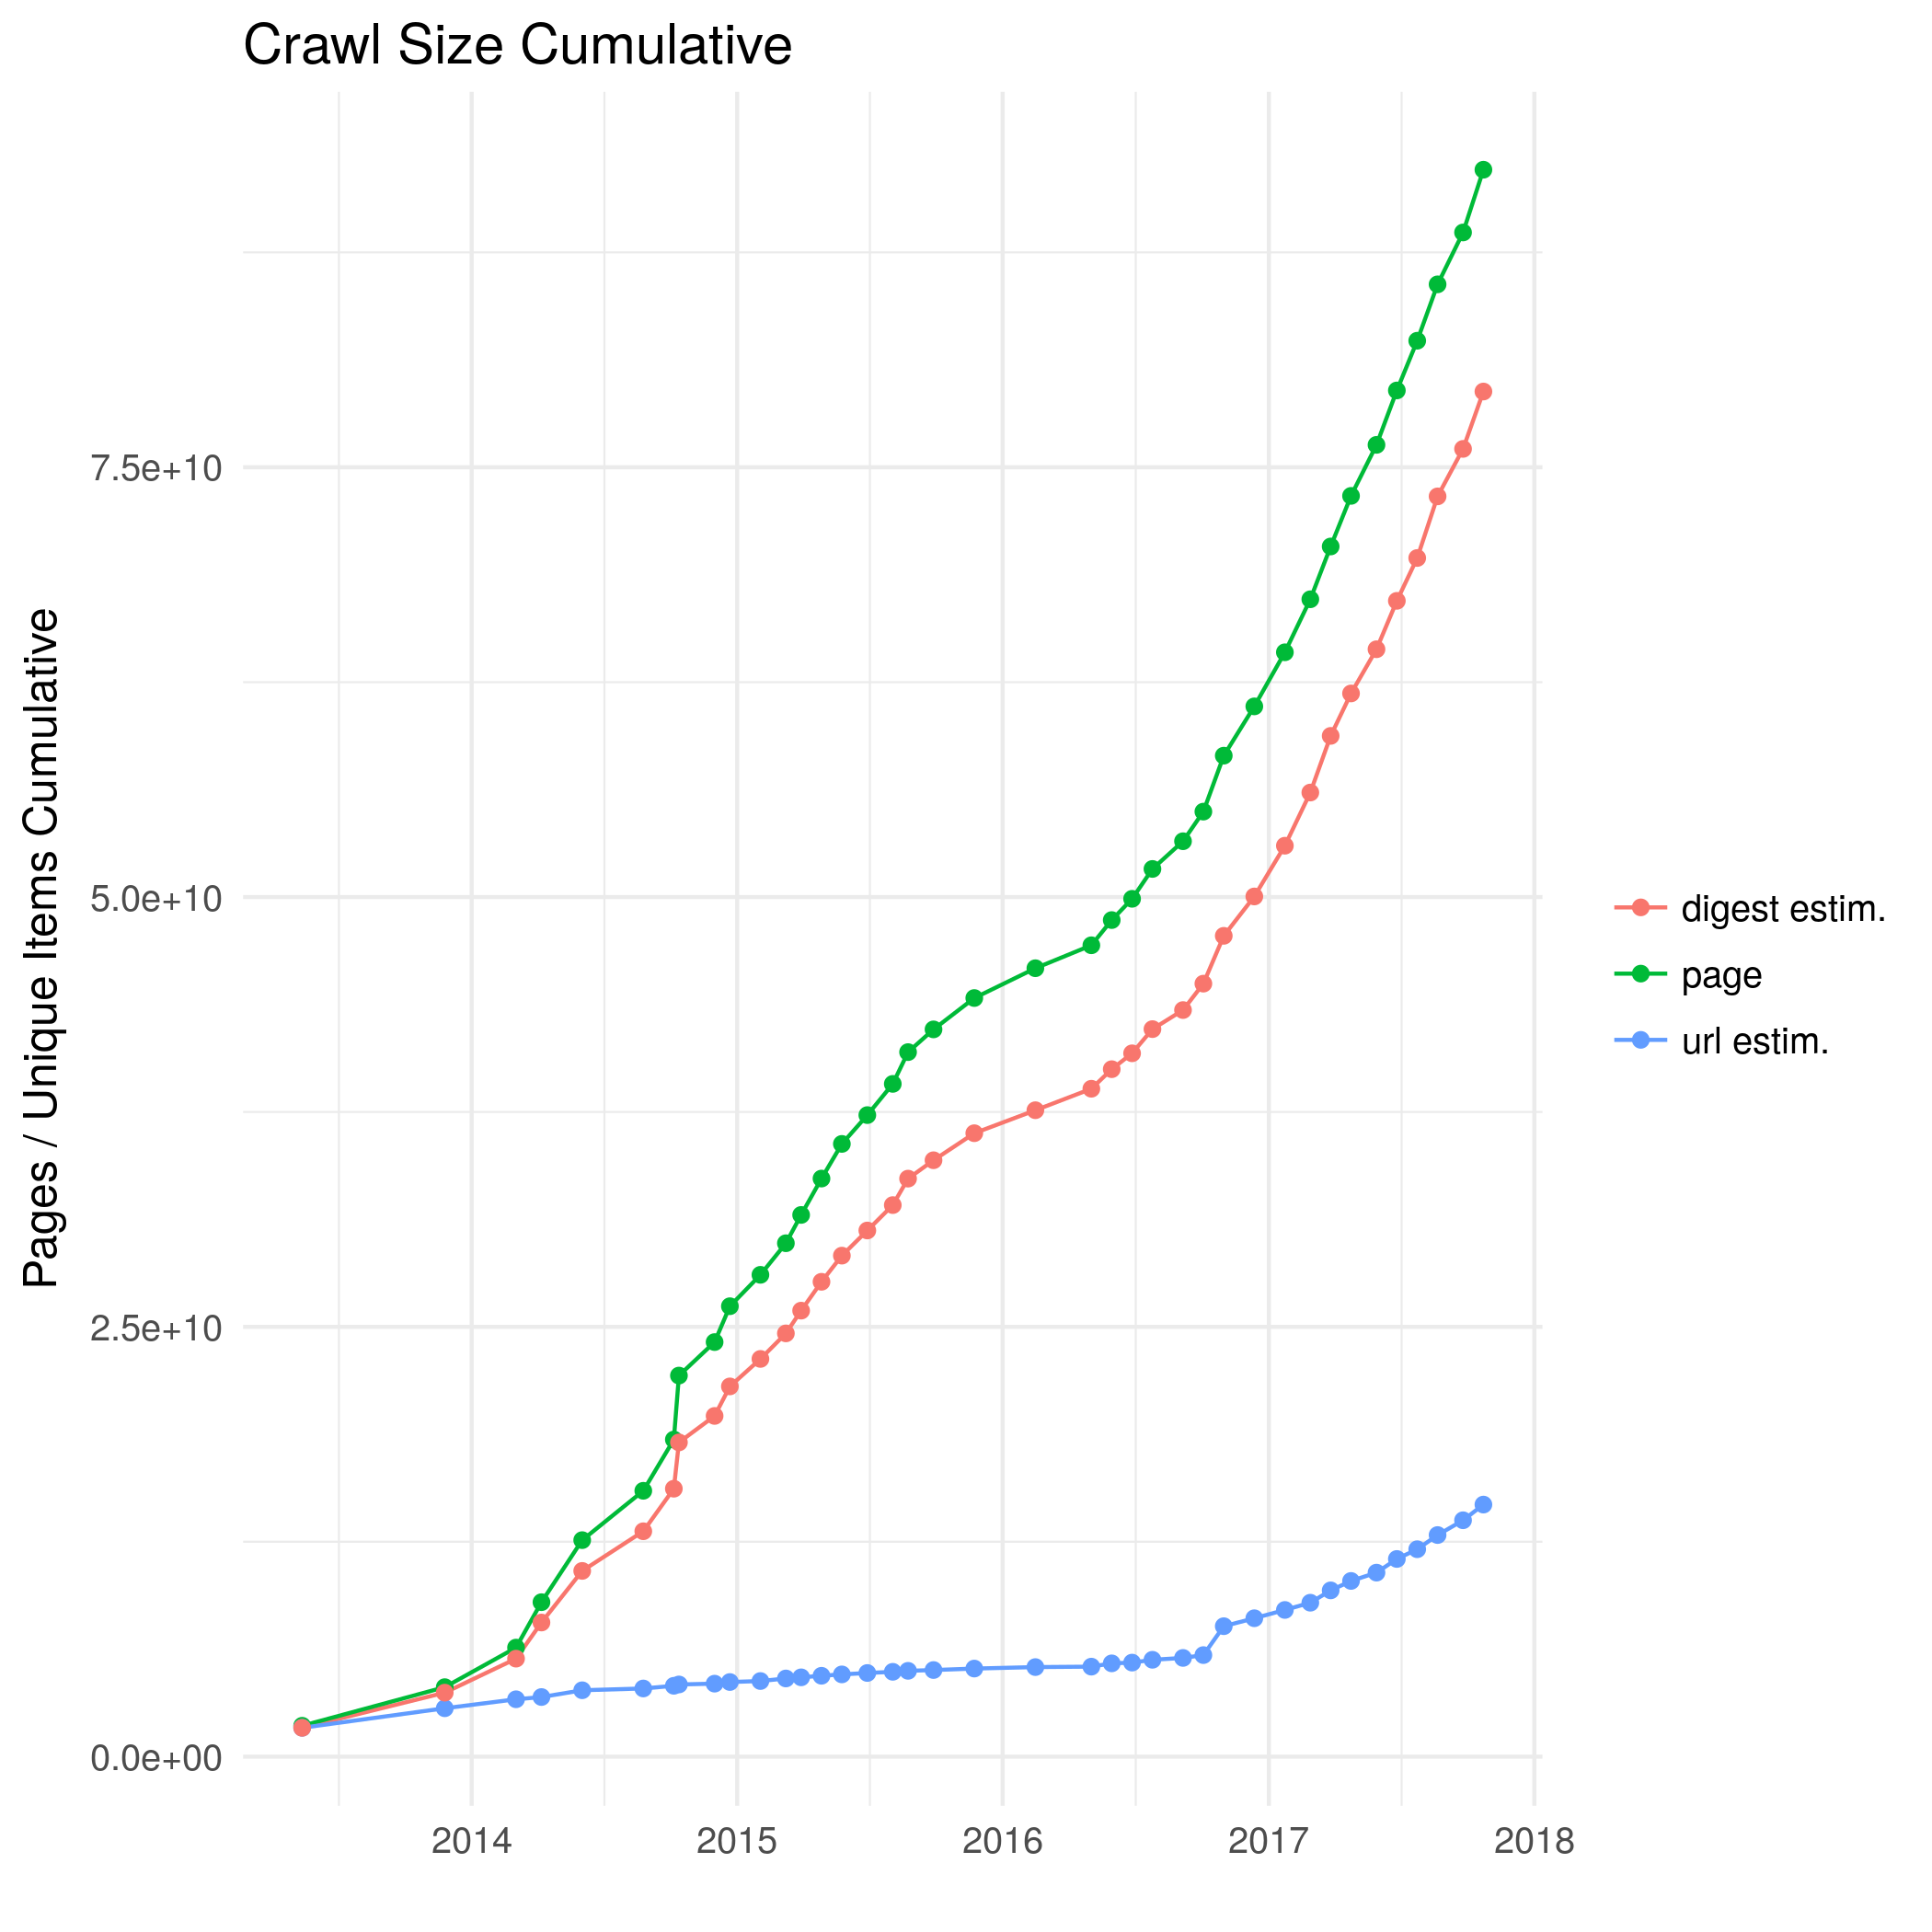 Crawl Size Cumulative
Pages / Unique Items Cumulative
7.5e+10
5.0e+10
2.5e+10
0.0e+00
2014 2015 2016 2017 2018
digest estim.
page
url estim.